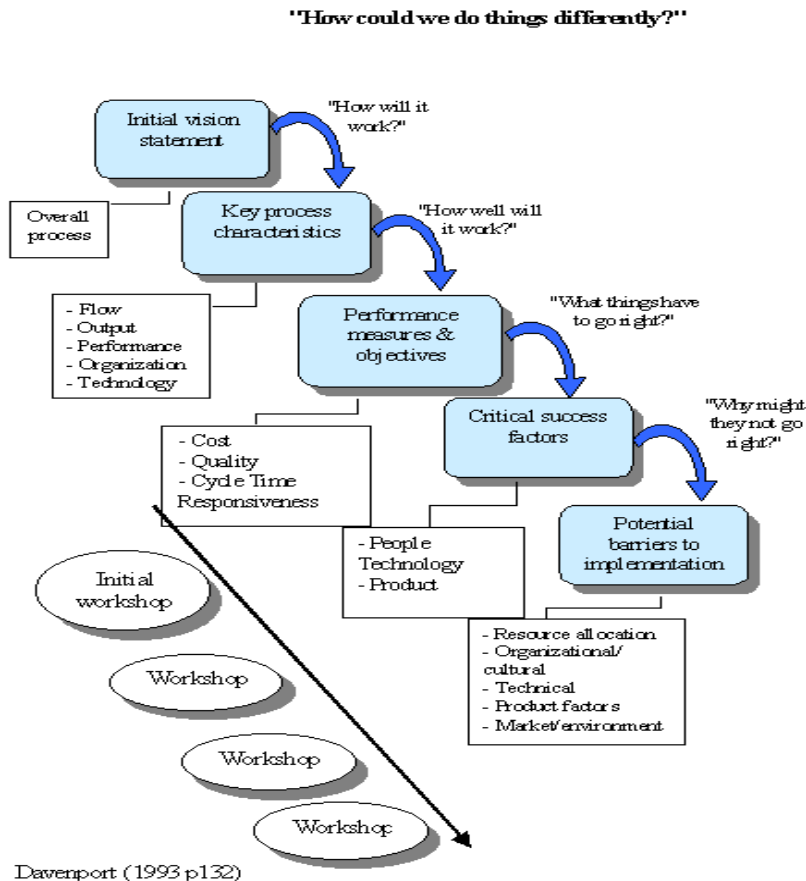 "How could we do things differently?"
Initial vision
statement
"How will it
work?"
Overall
process
Key process
characteristics
"How well will
it work?"
- Flow
- Output
- Performance
- Organization
- Technology
Performance
measures &
objectives
"What things have
to go right?"
- Cost
- Quality
- Cycle Time
Responsiveness
Critical success
factors
"Why might
they not go
right?"
- People
Technology
- Product
Potential
barriers to
implementation
- Resource allocation
- Organizational/
cultural
- Technical
- Product factors
- Market/environment
Initial
workshop
Workshop
Workshop
Workshop
Davenport (1993 p132)